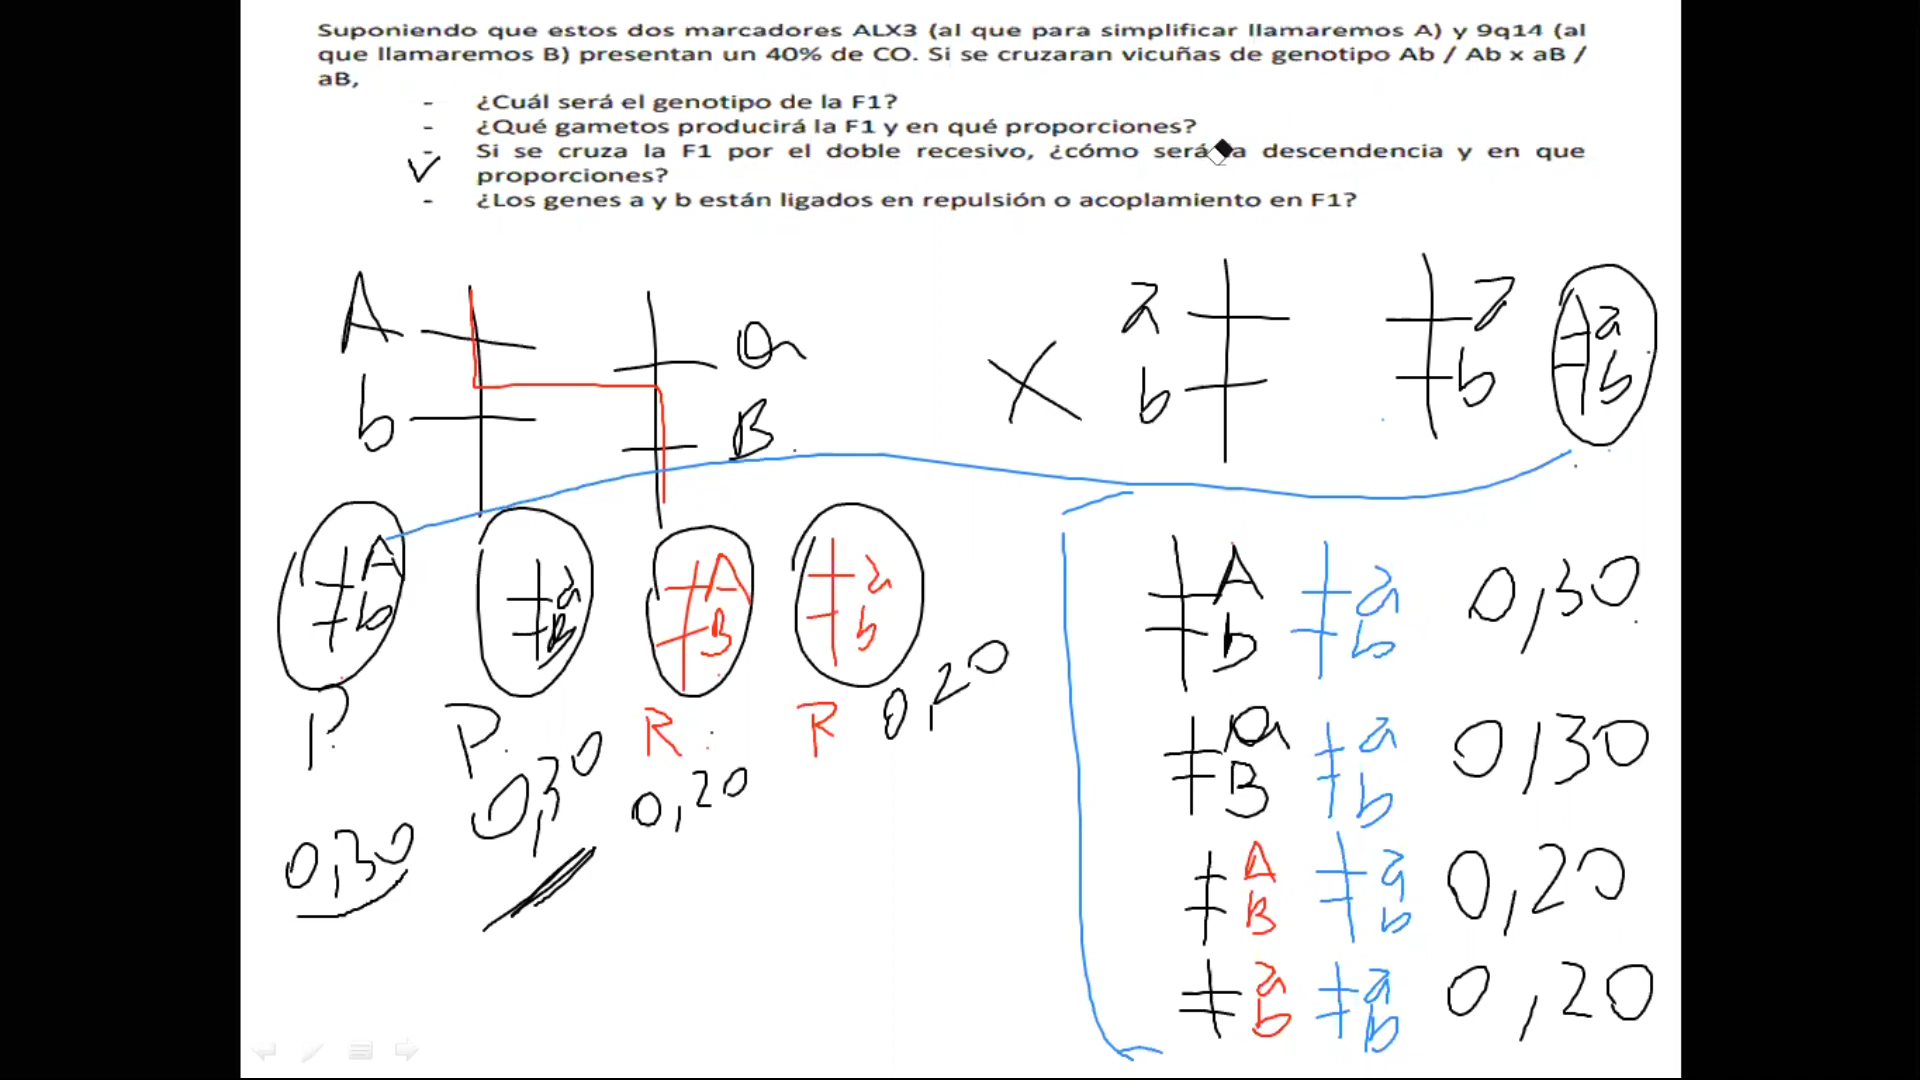 Suponiendo que estos dos marcadores ALX3 (al que para simplificar llamaremos A) y 9q14 (al
que llamaremos B) presentan un 40% de CO. Si se cruzaran vicuñas de genotipo Ab / Ab x aB /
aB,
- ¿Cuál será el genotipo de la F1?
- ¿Qué gametos producirá la F1 y en qué proporciones?
- Si se cruza la F1 por el doble recesivo, ¿cómo será a descendencia y en que
proporciones?
- ¿Los genes a y b están ligados en repulsión o acoplamiento en F1?
A a
b B
X
a a
b b
a
b
A a A a
b B B b
P P R R
0,30 0,30 0,20 0,20
A a 0,30
b b
a a 0,30
B b
A a 0,20
B b
a a 0,20
b b